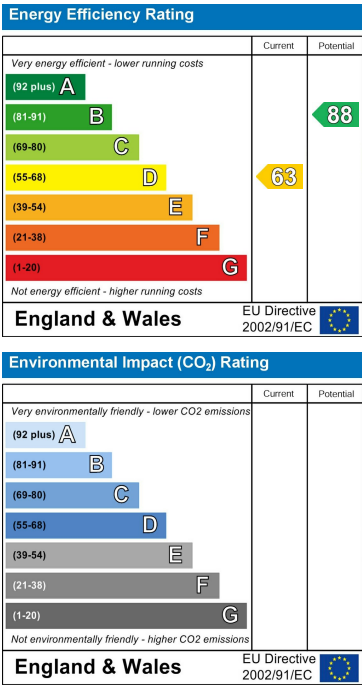 Energy Efficiency Rating
Current Potential
Very energy efficient - lower running costs
(92 plus) A
(81-91) B
88
(69-80) C
(55-68) D
63
(39-54) E
(21-38) F
(1-20) G
Not energy efficient - higher running costs
England & Wales
EU Directive
2002/91/EC
Environmental Impact (CO₂) Rating
Current Potential
Very environmentally friendly - lower CO2 emissions
(92 plus) A
(81-91) B
(69-80) C
(55-68) D
(39-54) E
(21-38) F
(1-20) G
Not environmentally friendly - higher CO2 emissions
England & Wales
EU Directive
2002/91/EC